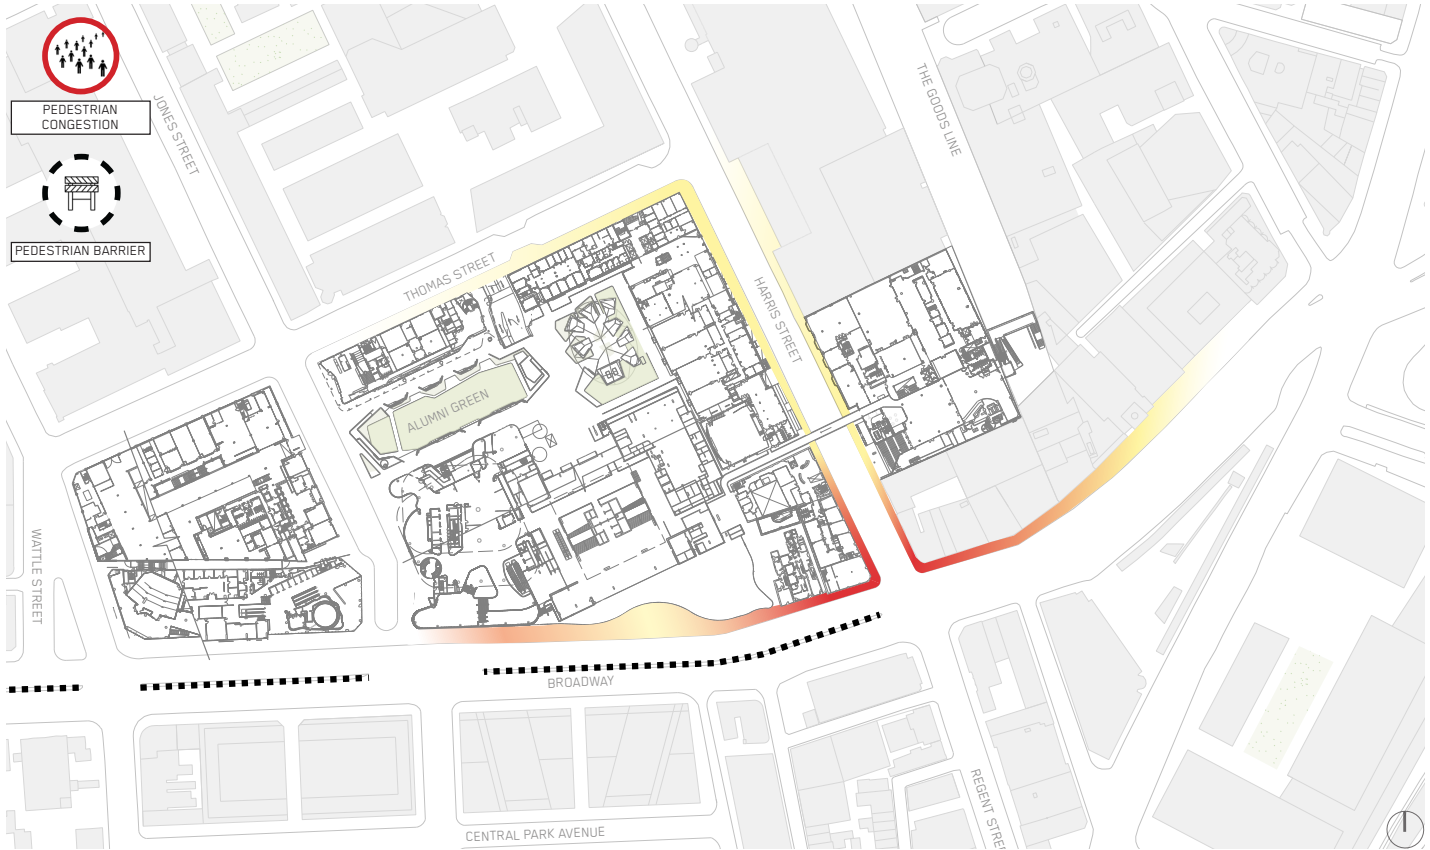 PEDESTRIAN
CONGESTION
PEDESTRIAN BARRIER
JONES STREET
THE GOODS LINE
THOMAS STREET
HARRIS STREET
ALUMNI GREEN
WATTLE STREET
BROADWAY
REGENT STREET
CENTRAL PARK AVENUE